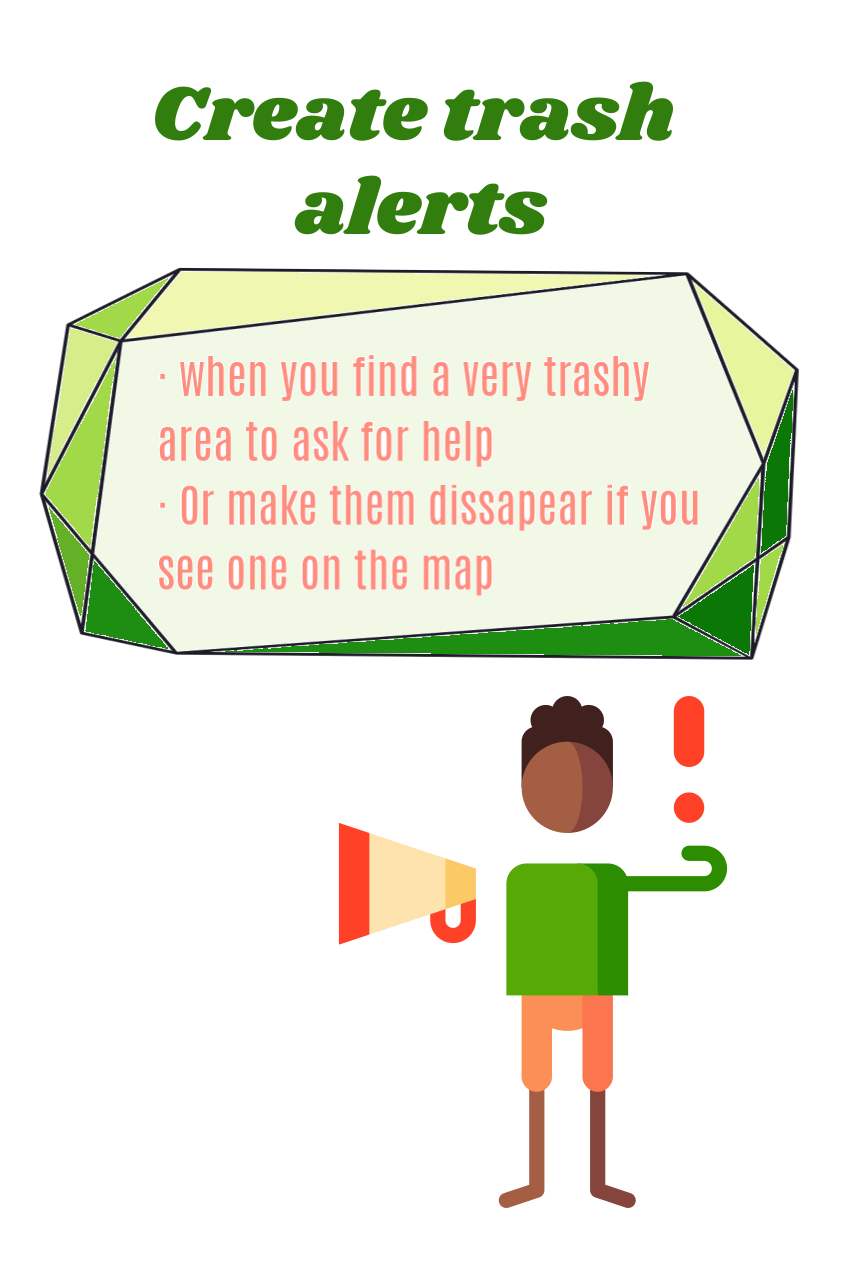 Create trash
alerts
· when you find a very trashy
area to ask for help
· Or make them dissapear if you
see one on the map